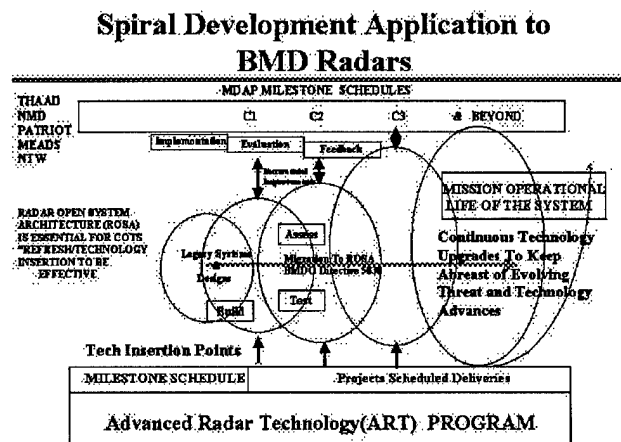 Spiral Development Application to
BMD Radars
MDAP MILESTONE SCHEDULES
THAAD
NMD
PATRIOT
MEADS
NTW
C1 C2 C3 & BEYOND
Implementation
Evaluation
Feedback
Incremental
Improvements
MISSION OPERATIONAL
LIFE OF THE SYSTEM
RADAR OPEN SYSTEM
ARCHITECTURE (ROSA)
IS ESSENTIAL FOR COTS
"REFRESH/TECHNOLOGY
INSERTION TO BE
EFFECTIVE
Legacy Systems
&
Designs
Build
Assess
Migration To ROSA
BMDO Directive
Test
Continuous Technology
Upgrades To Keep
Abreast of Evolving
Threat and Technology
Advances
Tech Insertion Points
MILESTONE SCHEDULE
Projects Scheduled Deliveries
Advanced Radar Technology(ART) PROGRAM